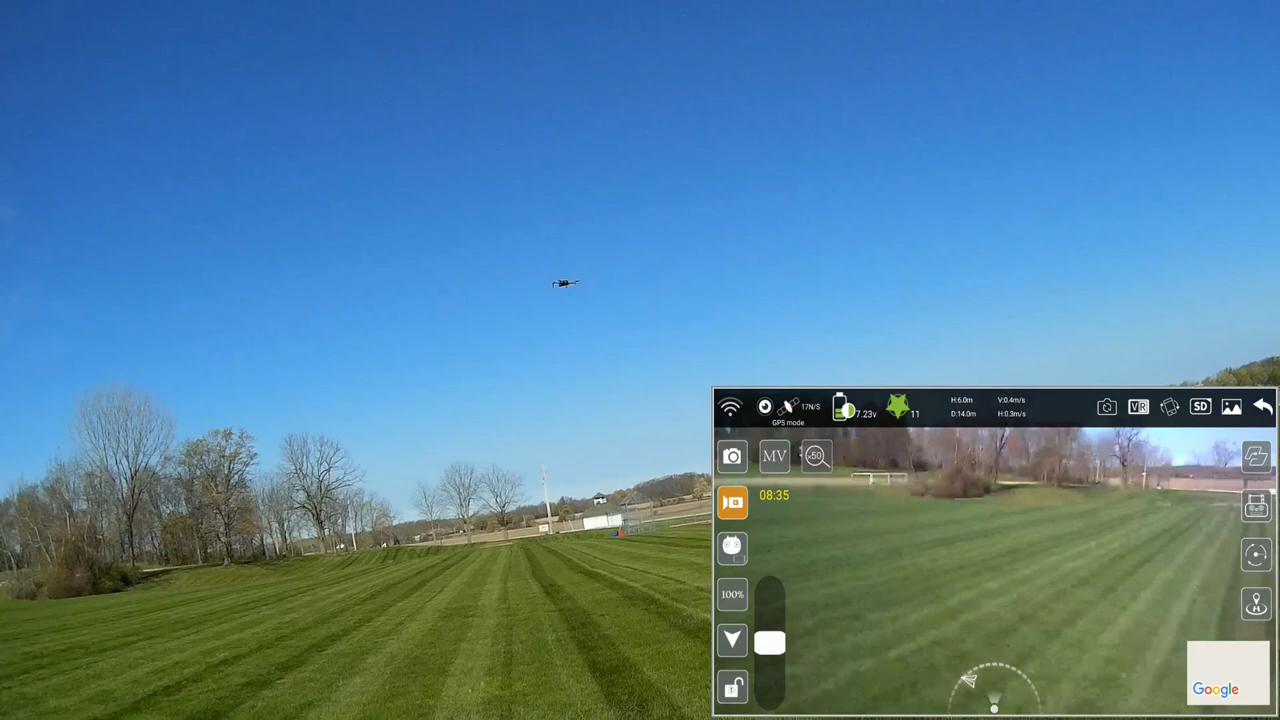 17N/S
GPS mode
7.23v
11
H:6.0m V:0.4m/s
D:14.0m H:0.3m/s
VR
SD
MV
x50
08:35
100%
Google